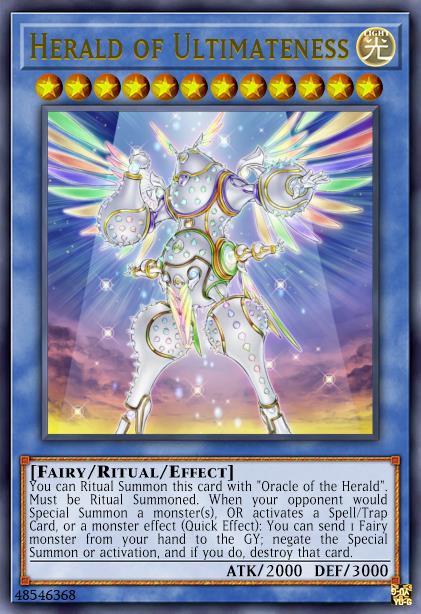 HERALD OF ULTIMATENESS
LIGHT
光
[FAIRY/RITUAL/EFFECT]
You can Ritual Summon this card with "Oracle of the Herald".
Must be Ritual Summoned. When your opponent would
Special Summon a monster(s), OR activates a Spell/Trap
Card, or a monster effect (Quick Effect): You can send 1 Fairy
monster from your hand to the GY; negate the Special
Summon or activation, and if you do, destroy that card.
ATK/2000 DEF/3000
48546368